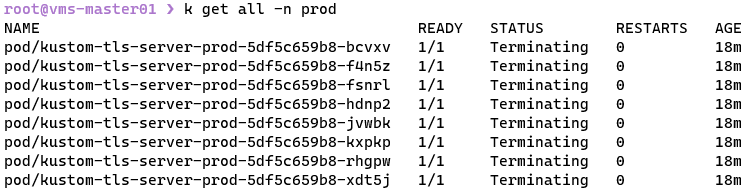 root@vms-master01 ❯ k get all -n prod
NAME READY STATUS RESTARTS AGE
pod/kustom-tls-server-prod-5df5c659b8-bcvxv 1/1 Terminating 0 18m
pod/kustom-tls-server-prod-5df5c659b8-f4n5z 1/1 Terminating 0 18m
pod/kustom-tls-server-prod-5df5c659b8-fsnrl 1/1 Terminating 0 18m
pod/kustom-tls-server-prod-5df5c659b8-hdnp2 1/1 Terminating 0 18m
pod/kustom-tls-server-prod-5df5c659b8-jvwbk 1/1 Terminating 0 18m
pod/kustom-tls-server-prod-5df5c659b8-kxpkp 1/1 Terminating 0 18m
pod/kustom-tls-server-prod-5df5c659b8-rhgpw 1/1 Terminating 0 18m
pod/kustom-tls-server-prod-5df5c659b8-xdt5j 1/1 Terminating 0 18m